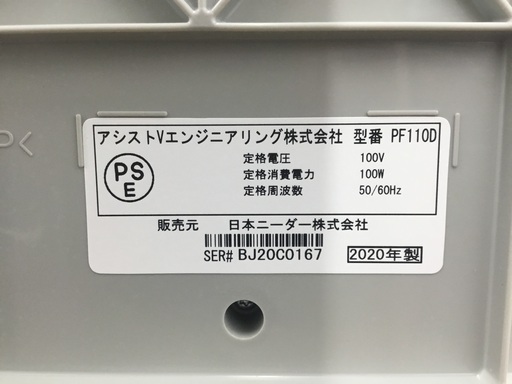 PK
アシストVエンジニアリング株式会社 型番 PF110D
PS
E
定格電圧 100V
定格消費電力 100W
定格周波数 50/60Hz
販売元 日本ニーダー株式会社
SER# BJ20C0167 2020年製